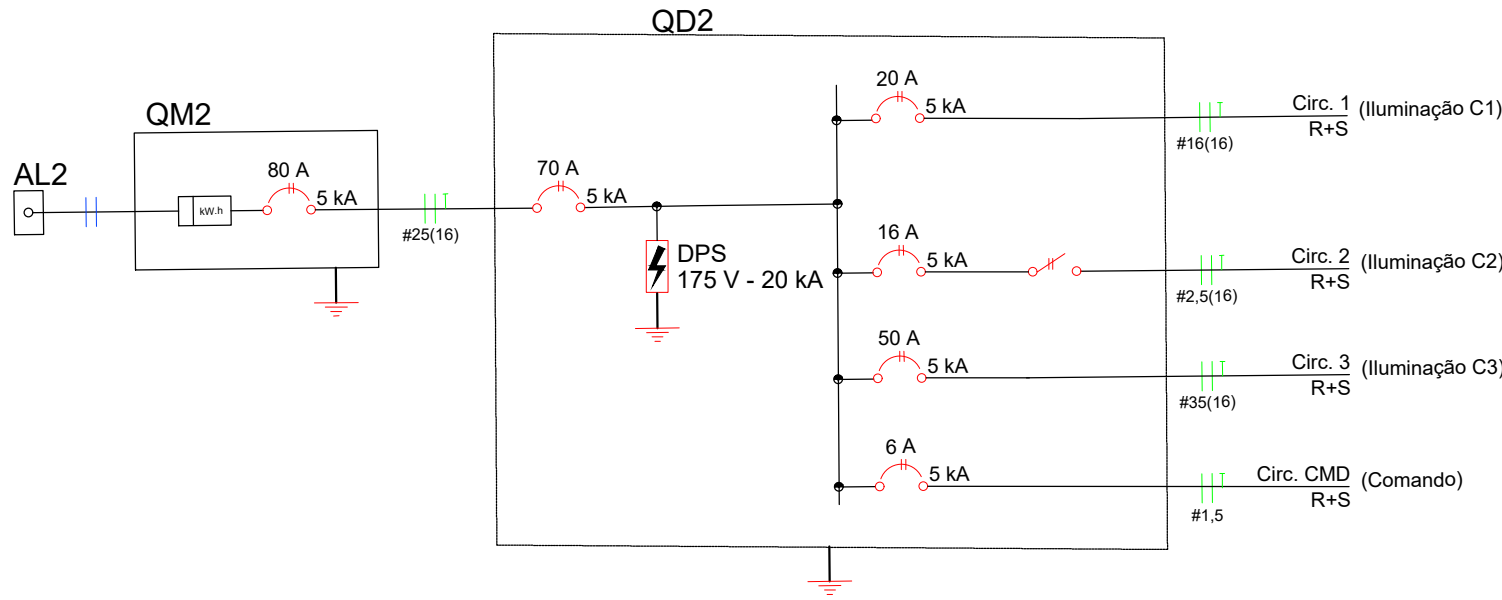 QD2
QM2
AL2
kW.h
80 A
5 kA
#25(16)
70 A
5 kA
DPS
175 V - 20 kA
20 A
5 kA
#16(16)
Circ. 1
R+S
(Iluminação C1)
16 A
5 kA
#2,5(16)
Circ. 2
R+S
(Iluminação C2)
50 A
5 kA
#35(16)
Circ. 3
R+S
(Iluminação C3)
6 A
5 kA
#1,5
Circ. CMD
R+S
(Comando)